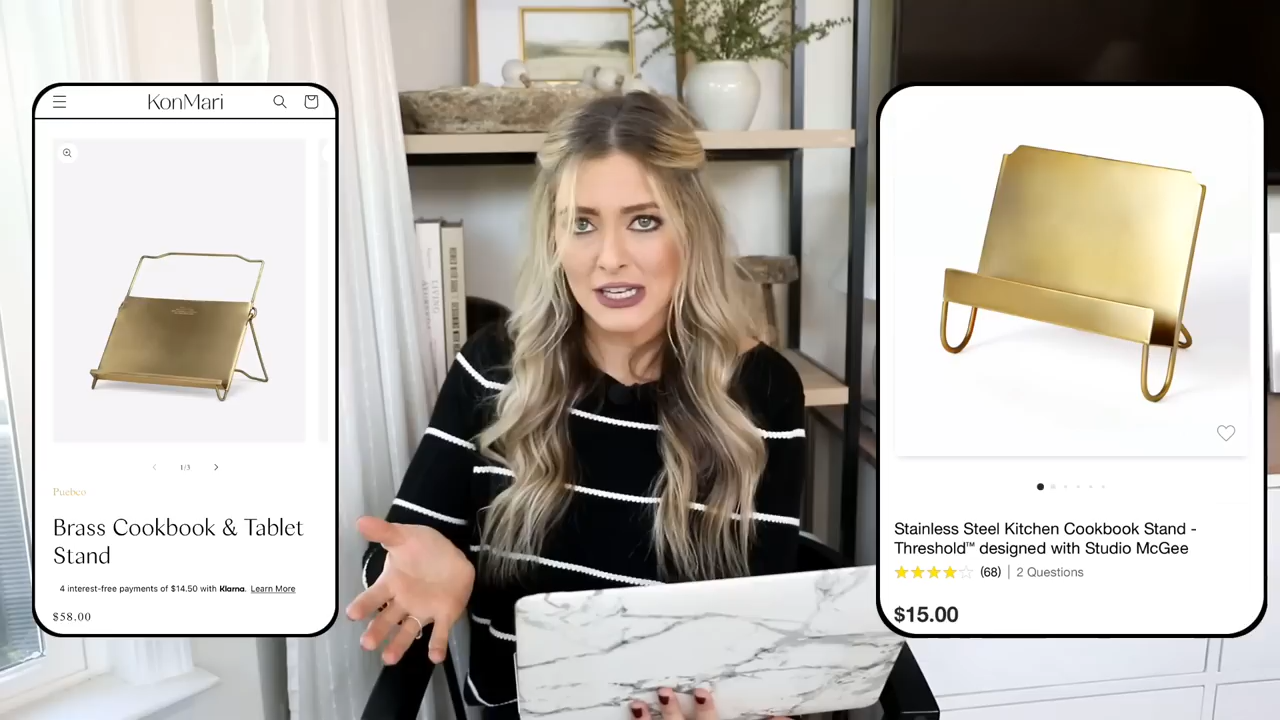 KonMari
1/3
Puebco
Brass Cookbook & Tablet
Stand
4 interest-free payments of $14.50 with Klarna. Learn More
$58.00
LIVING
Stainless Steel Kitchen Cookbook Stand -
Threshold™ designed with Studio McGee
(68) | 2 Questions
$15.00